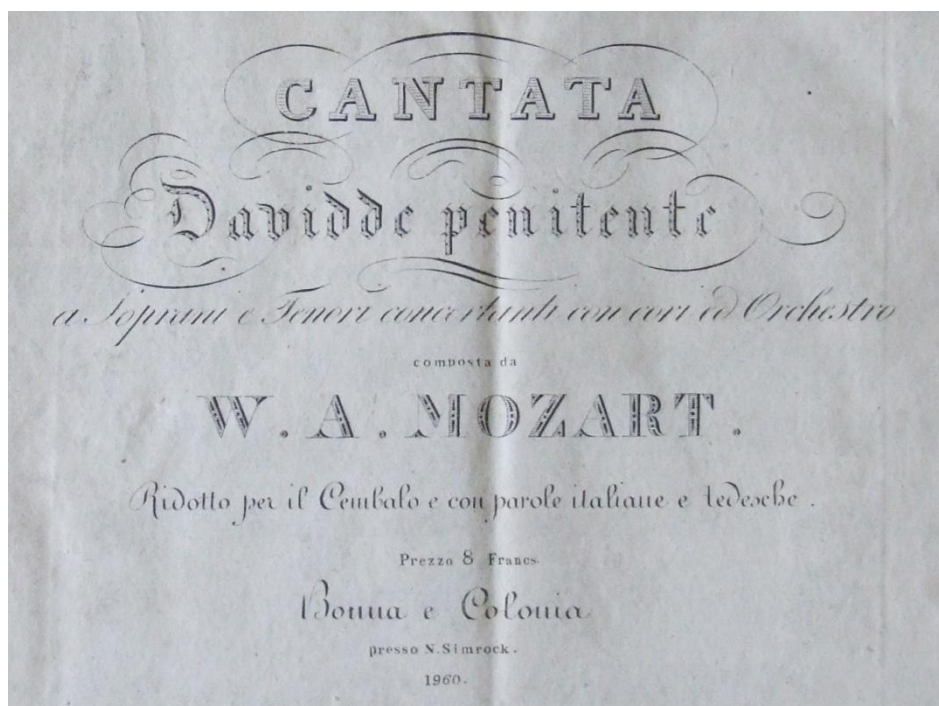 CANTATA
Davidde penitente
a Soprani e Tenori concertanti con cori ed Orchestro
composta da
W. A. MOZART.
Ridotto per il Cembalo e con parole italiane e tedesche.
Prezzo 8 Francs.
Bonna e Colonia
presso N. Simrock.
1960.